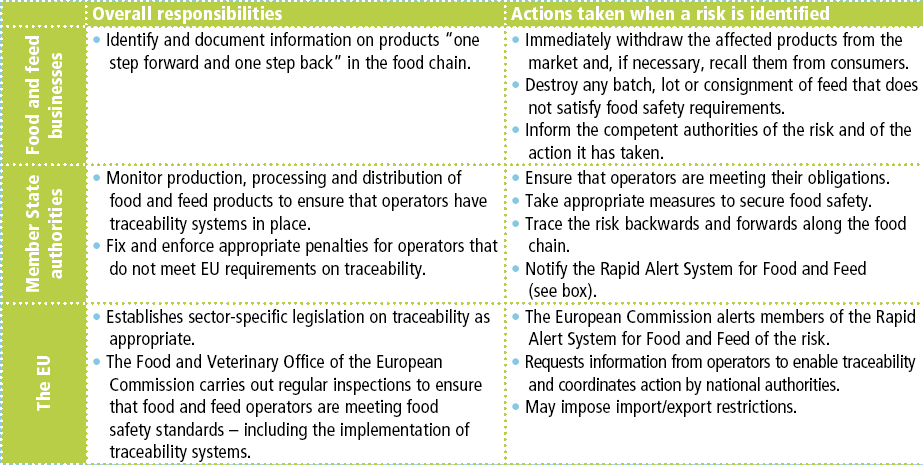 Overall responsibilities
Actions taken when a risk is identified
Food and feed
businesses
• Identify and document information on products “one
step forward and one step back” in the food chain.
• Immediately withdraw the affected products from the
market and, if necessary, recall them from consumers.
• Destroy any batch, lot or consignment of feed that does
not satisfy food safety requirements.
• Inform the competent authorities of the risk and of the
action it has taken.
Member State
authorities
• Monitor production, processing and distribution of
food and feed products to ensure that operators have
traceability systems in place.
• Fix and enforce appropriate penalties for operators that
do not meet EU requirements on traceability.
• Ensure that operators are meeting their obligations.
• Take appropriate measures to secure food safety.
• Trace the risk backwards and forwards along the food
chain.
• Notify the Rapid Alert System for Food and Feed
(see box).
The EU
• Establishes sector-specific legislation on traceability as
appropriate.
• The Food and Veterinary Office of the European
Commission carries out regular inspections to ensure
that food and feed operators are meeting food
safety standards – including the implementation of
traceability systems.
• The European Commission alerts members of the Rapid
Alert System for Food and Feed of the risk.
• Requests information from operators to enable traceability
and coordinates action by national authorities.
• May impose import/export restrictions.